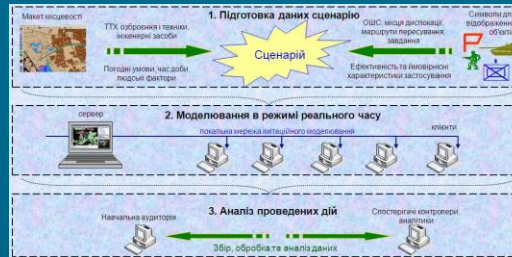 1. Підготовка даних сценарію
Макет місцевості
ТТХ озброєння і техніки,
інженерні засоби
Погодні умови, час доби
людські фактори
Сценарій
ОШС, місця дислокації,
маршрути пересування,
завдання
Ефективність та ймовірнісні
характеристики застосування
Символи для
відображення
об'єктів
2. Моделювання в режимі реального часу
сервер
локальна мережа імітаційного моделювання
клієнти
3. Аналіз проведених дій
Навчальна аудиторія
Спостерігачі контролери,
аналітики
Збір, обробка та аналіз даних